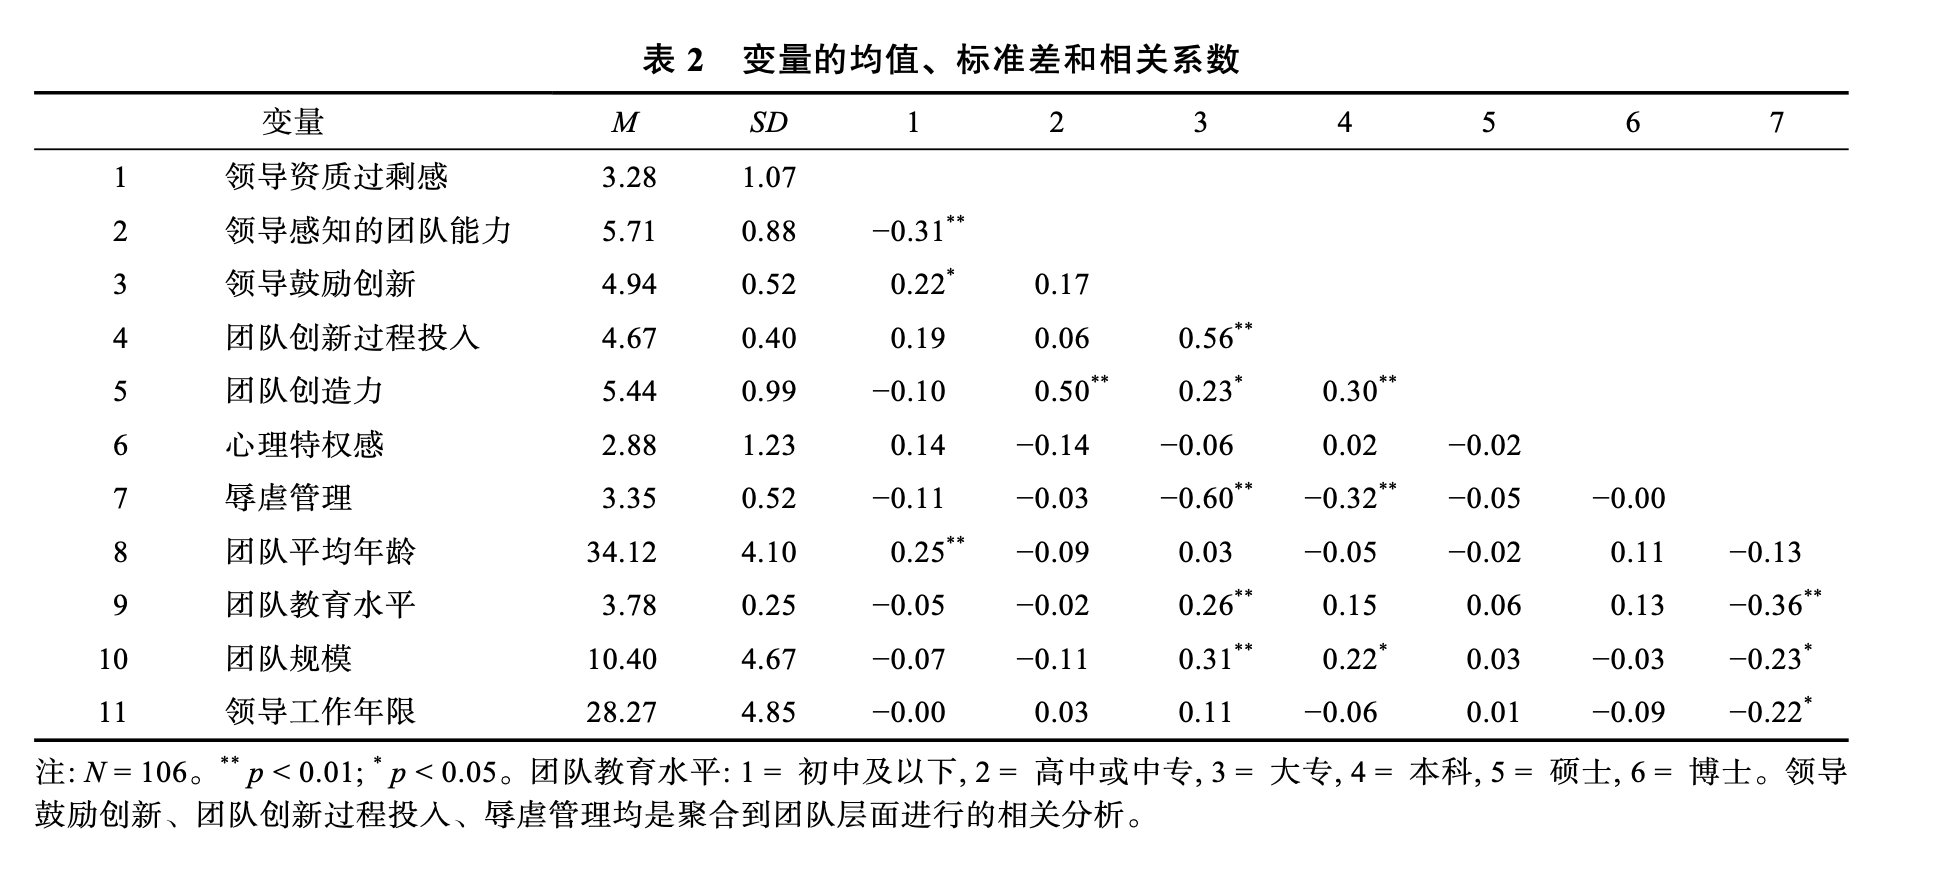 表 2 变量的均值、标准差和相关系数
变量 M SD 1 2 3 4 5 6 7
1 领导资质过剩感 3.28 1.07
2 领导感知的团队能力 5.71 0.88 −0.31**
3 领导鼓励创新 4.94 0.52 0.22* 0.17
4 团队创新过程投入 4.67 0.40 0.19 0.06 0.56**
5 团队创造力 5.44 0.99 −0.10 0.50** 0.23* 0.30**
6 心理特权感 2.88 1.23 0.14 −0.14 −0.06 0.02 −0.02
7 辱虐管理 3.35 0.52 −0.11 −0.03 −0.60** −0.32** −0.05 −0.00
8 团队平均年龄 34.12 4.10 0.25** −0.09 0.03 −0.05 −0.02 0.11 −0.13
9 团队教育水平 3.78 0.25 −0.05 −0.02 0.26** 0.15 0.06 0.13 −0.36**
10 团队规模 10.40 4.67 −0.07 −0.11 0.31** 0.22* 0.03 −0.03 −0.23*
11 领导工作年限 28.27 4.85 −0.00 0.03 0.11 −0.06 0.01 −0.09 −0.22*
注: N = 106。** p < 0.01; * p < 0.05。团队教育水平: 1 = 初中及以下, 2 = 高中或中专, 3 = 大专, 4 = 本科, 5 = 硕士, 6 = 博士。领导
鼓励创新、团队创新过程投入、辱虐管理均是聚合到团队层面进行的相关分析。